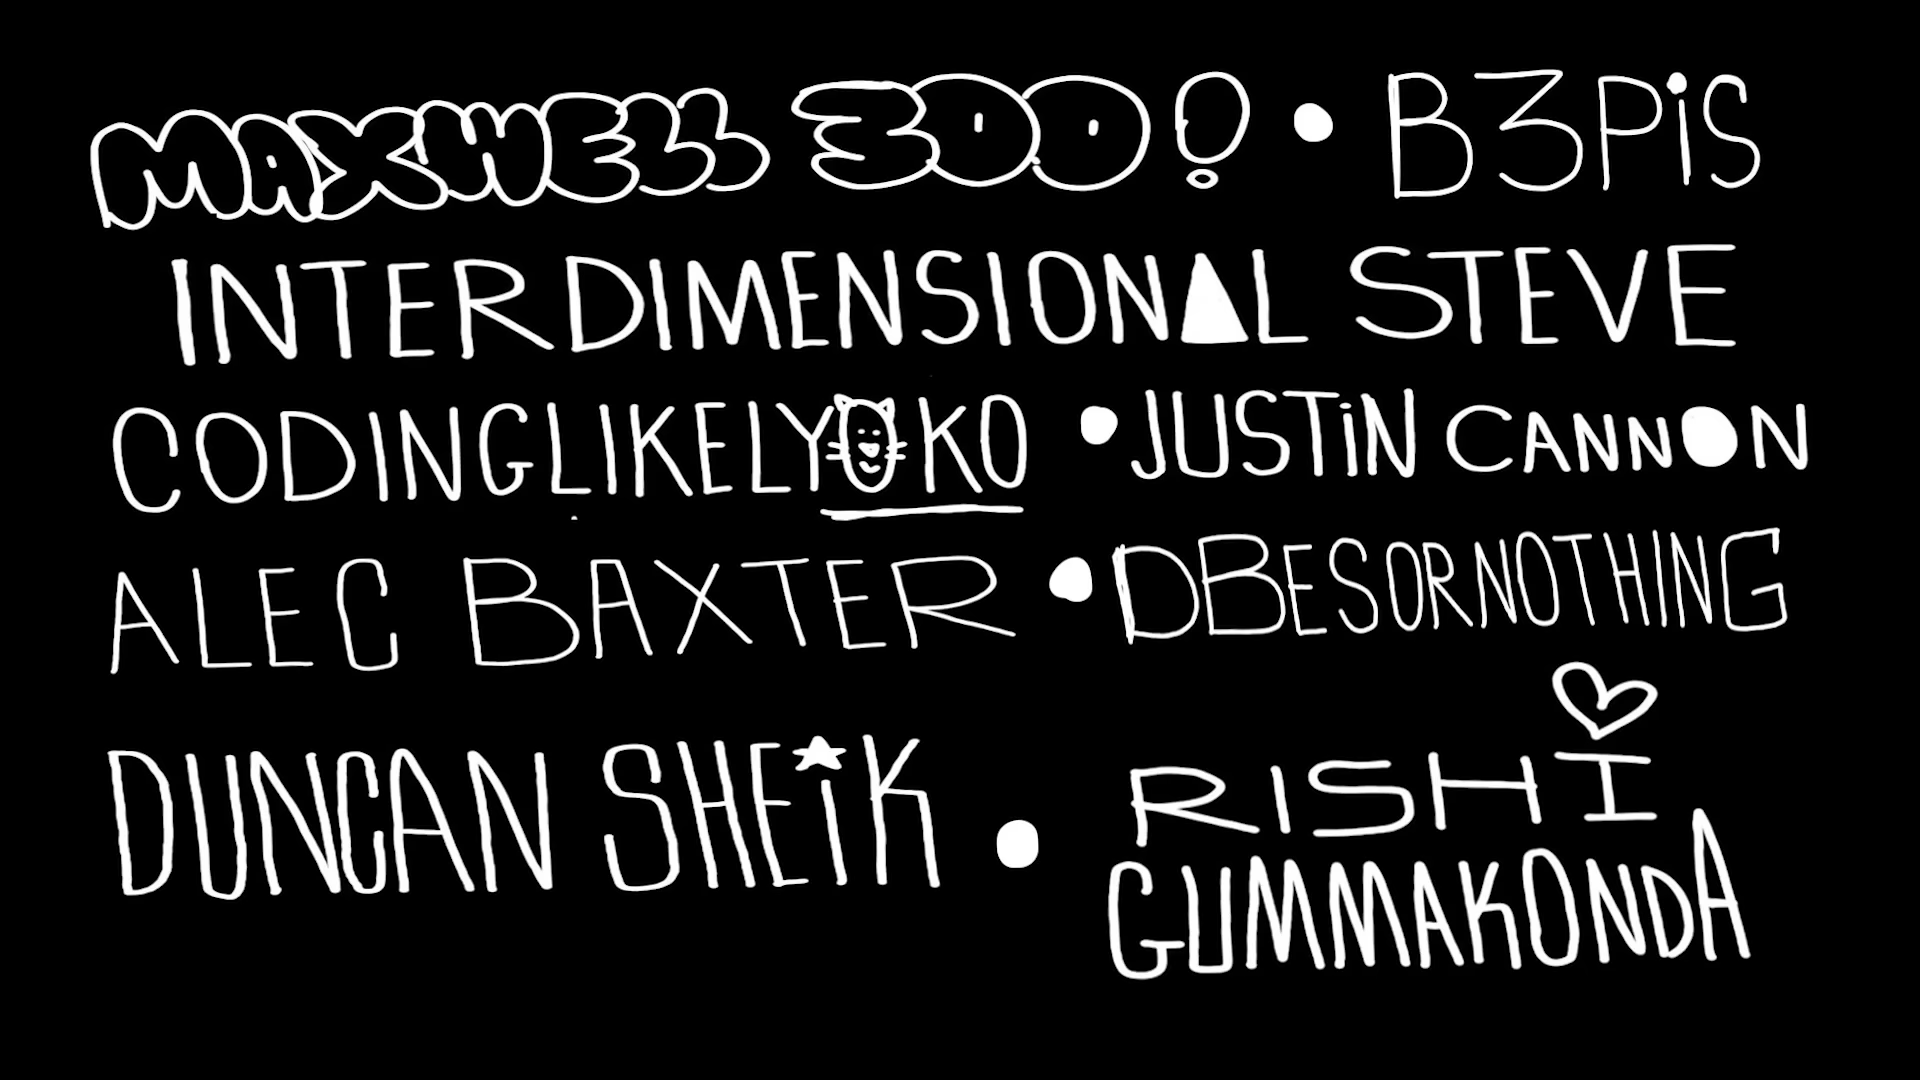 MAXWELL 300! • B3PiS
INTERDIMENSIONAL STEVE
CODINGLIKELYOKO • JUSTiN CANNON
ALEC BAXTER • DBESORNOTHING
DUNCAN SHEiK • RISHI
GUMMAKONDA